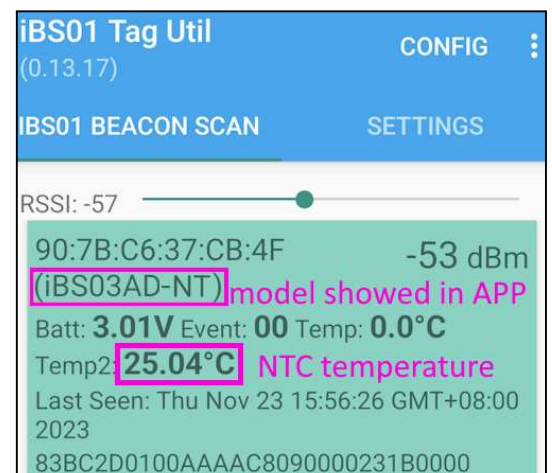 iBS01 Tag Util
CONFIG
(0.13.17)
IBS01 BEACON SCAN
SETTINGS
RSSI: -57
90:7B:C6:37:CB:4F
-53 dBm
(iBS03AD-NT) model showed in APP
Batt: 3.01V Event: 00 Temp: 0.0°C
Temp2: 25.04°C NTC temperature
Last Seen: Thu Nov 23 15:56:26 GMT+08:00
2023
83BC2D0100AAAAC8090000231B0000